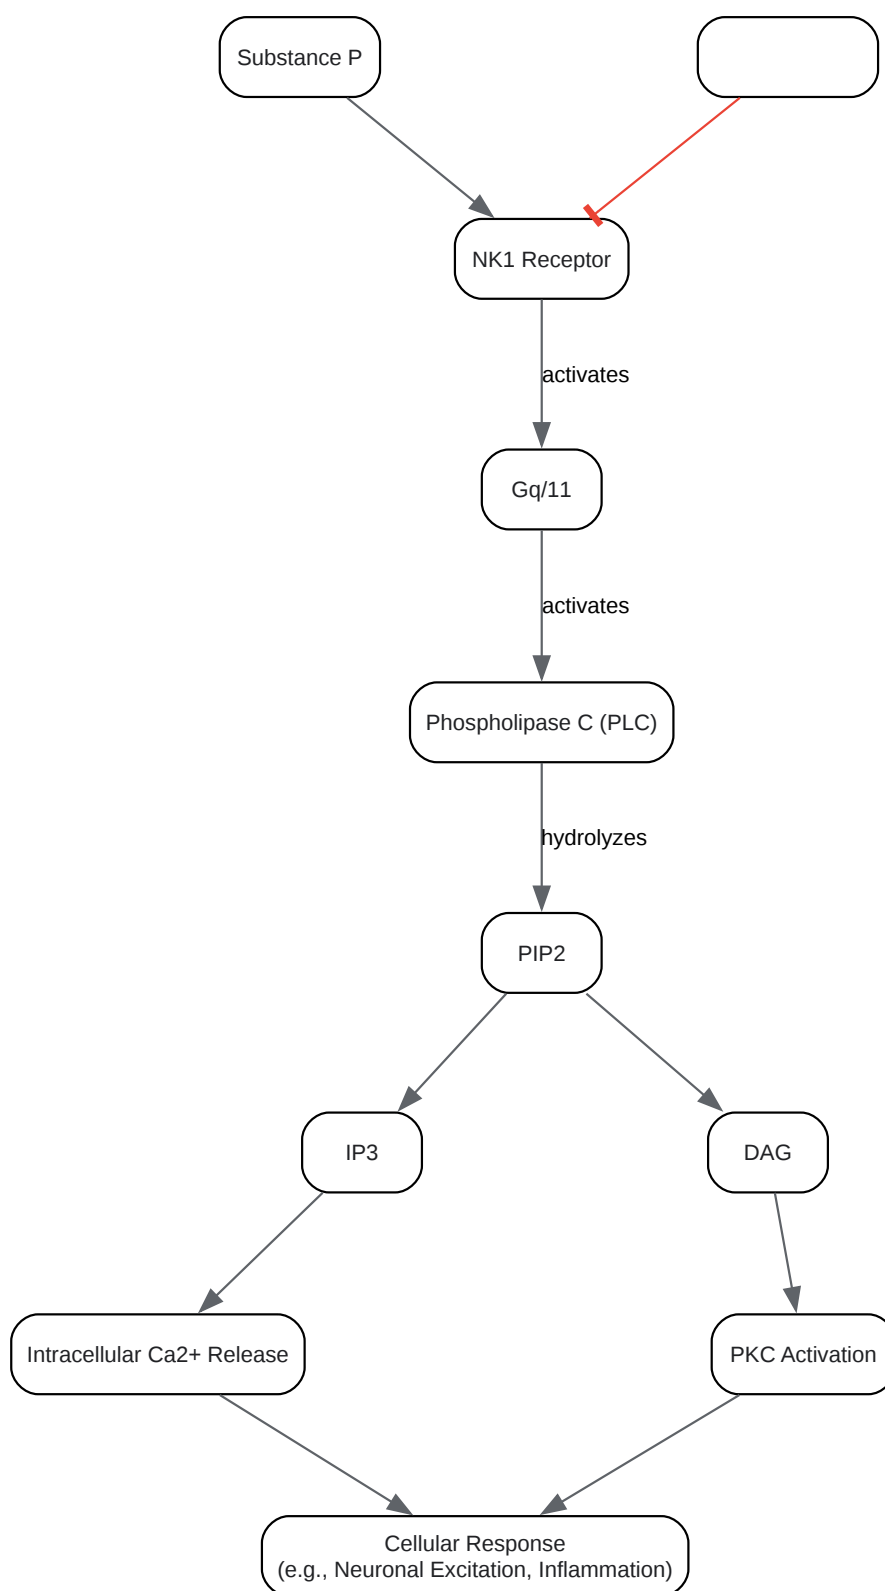 Substance P
NK1 Receptor
activates
Gq/11
activates
Phospholipase C (PLC)
hydrolyzes
PIP2
IP3
DAG
Intracellular Ca2+ Release
PKC Activation
Cellular Response
(e.g., Neuronal Excitation, Inflammation)